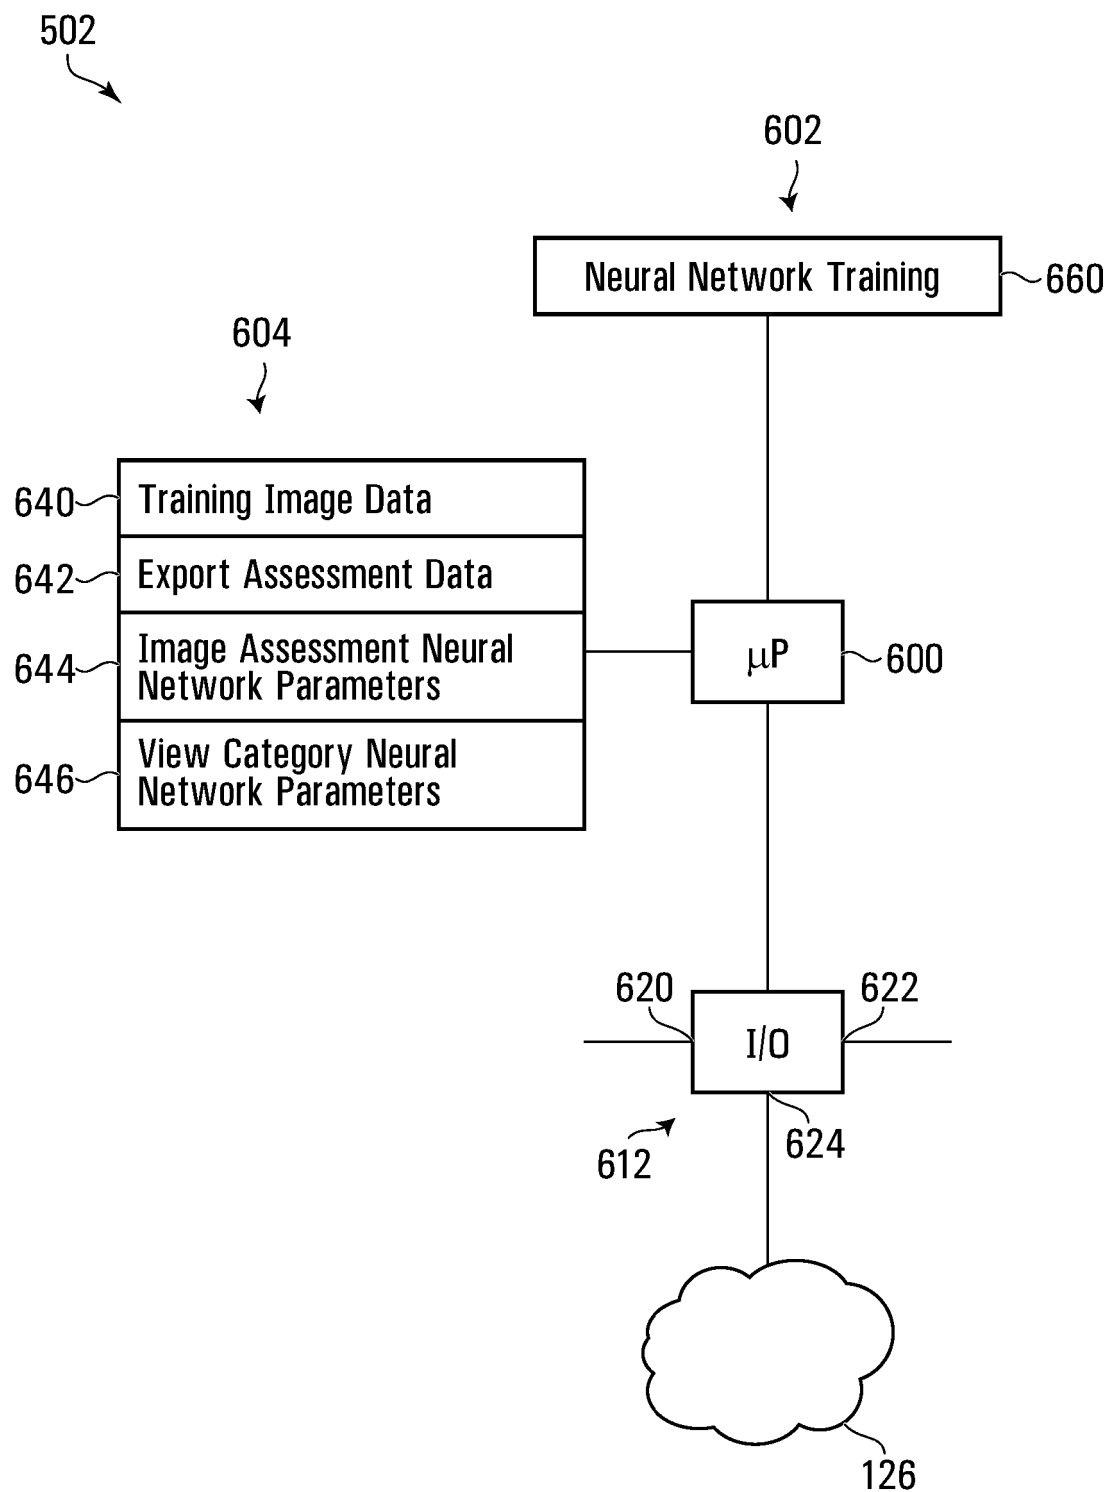 502
602
Neural Network Training
660
604
640
Training Image Data
642
Export Assessment Data
644
Image Assessment Neural
Network Parameters
μP
600
646
View Category Neural
Network Parameters
620
622
I/O
624
612
126